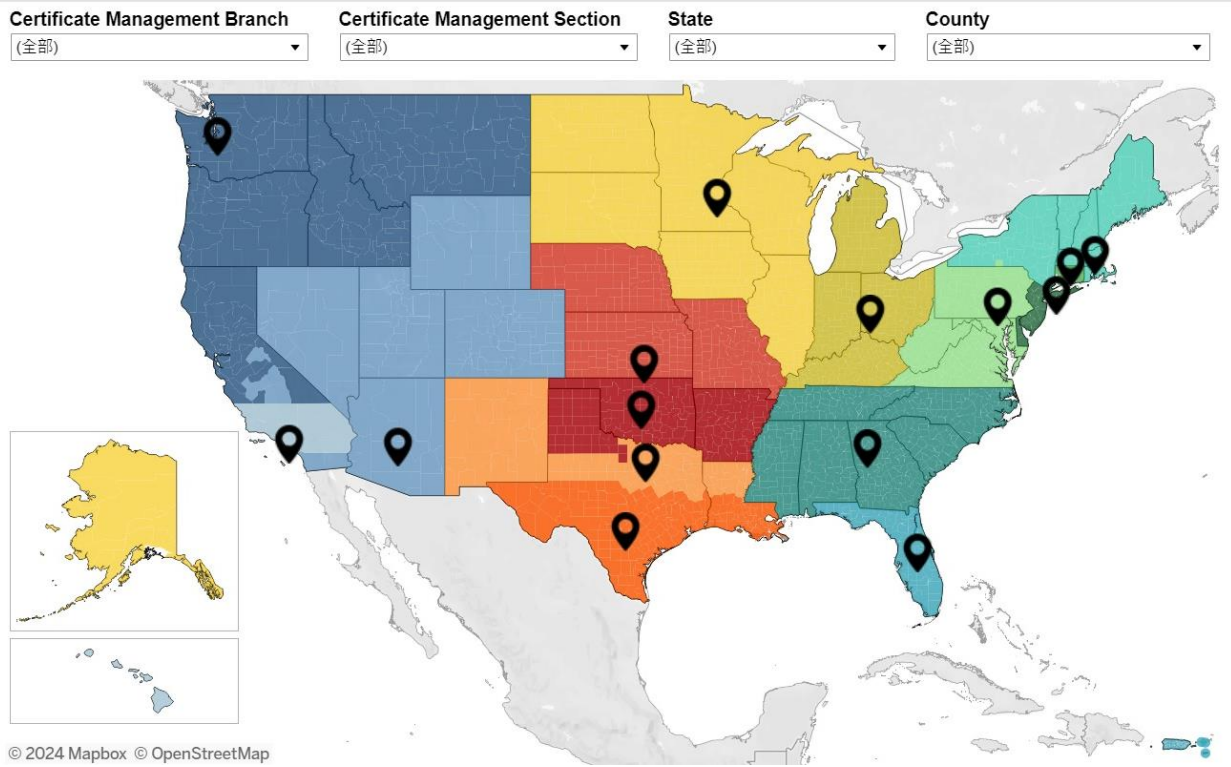 Certificate Management Branch
Certificate Management Section
State
County
(全部)
(全部)
(全部)
(全部)
© 2024 Mapbox © OpenStreetMap